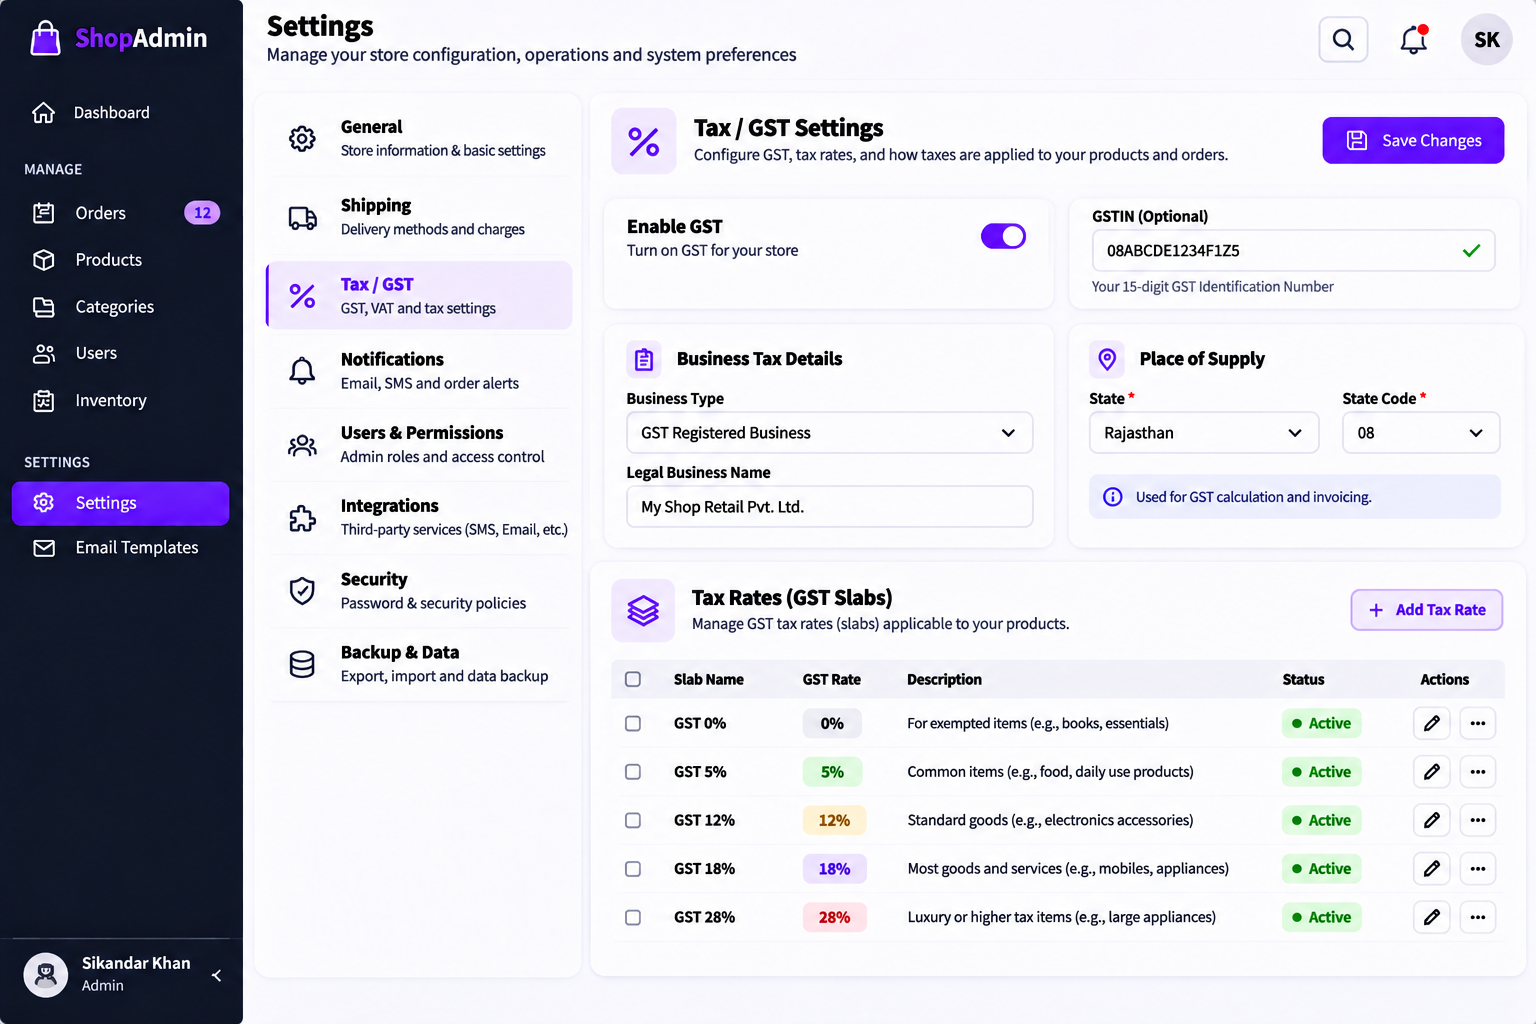 ShopAdmin
Dashboard
MANAGE
Orders 12
Products
Categories
Users
Inventory
SETTINGS
Settings
Email Templates
Sikandar Khan
Admin
Settings
Manage your store configuration, operations and system preferences
SK
General
Store information & basic settings
Shipping
Delivery methods and charges
Tax / GST
GST, VAT and tax settings
Notifications
Email, SMS and order alerts
Users & Permissions
Admin roles and access control
Integrations
Third-party services (SMS, Email, etc.)
Security
Password & security policies
Backup & Data
Export, import and data backup
Tax / GST Settings
Configure GST, tax rates, and how taxes are applied to your products and orders.
Save Changes
Enable GST
Turn on GST for your store
GSTIN (Optional)
08ABCDE1234F1Z5
Your 15-digit GST Identification Number
Business Tax Details
Business Type
GST Registered Business
Legal Business Name
My Shop Retail Pvt. Ltd.
Place of Supply
State * State Code *
Rajasthan 08
Used for GST calculation and invoicing.
Tax Rates (GST Slabs)
Manage GST tax rates (slabs) applicable to your products.
+ Add Tax Rate
Slab Name GST Rate Description Status Actions
GST 0% 0% For exempted items (e.g., books, essentials) Active
GST 5% 5% Common items (e.g., food, daily use products) Active
GST 12% 12% Standard goods (e.g., electronics accessories) Active
GST 18% 18% Most goods and services (e.g., mobiles, appliances) Active
GST 28% 28% Luxury or higher tax items (e.g., large appliances) Active